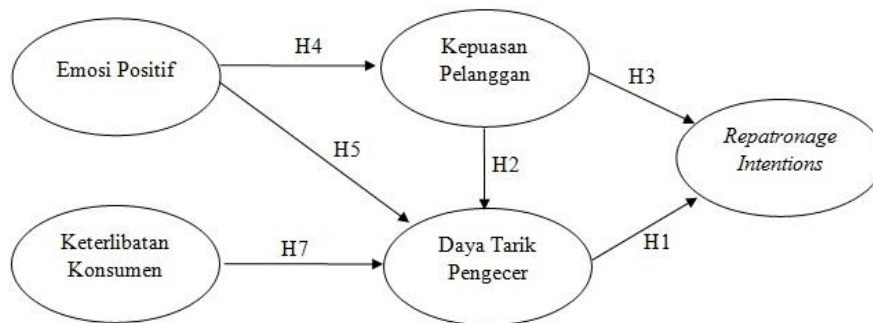 Emosi Positif
H4
Kepuasan
Pelanggan
H3
Repatronage
Intentions
H5
H2
Keterlibatan
Konsumen
H7
Daya Tarik
Pengecer
H1